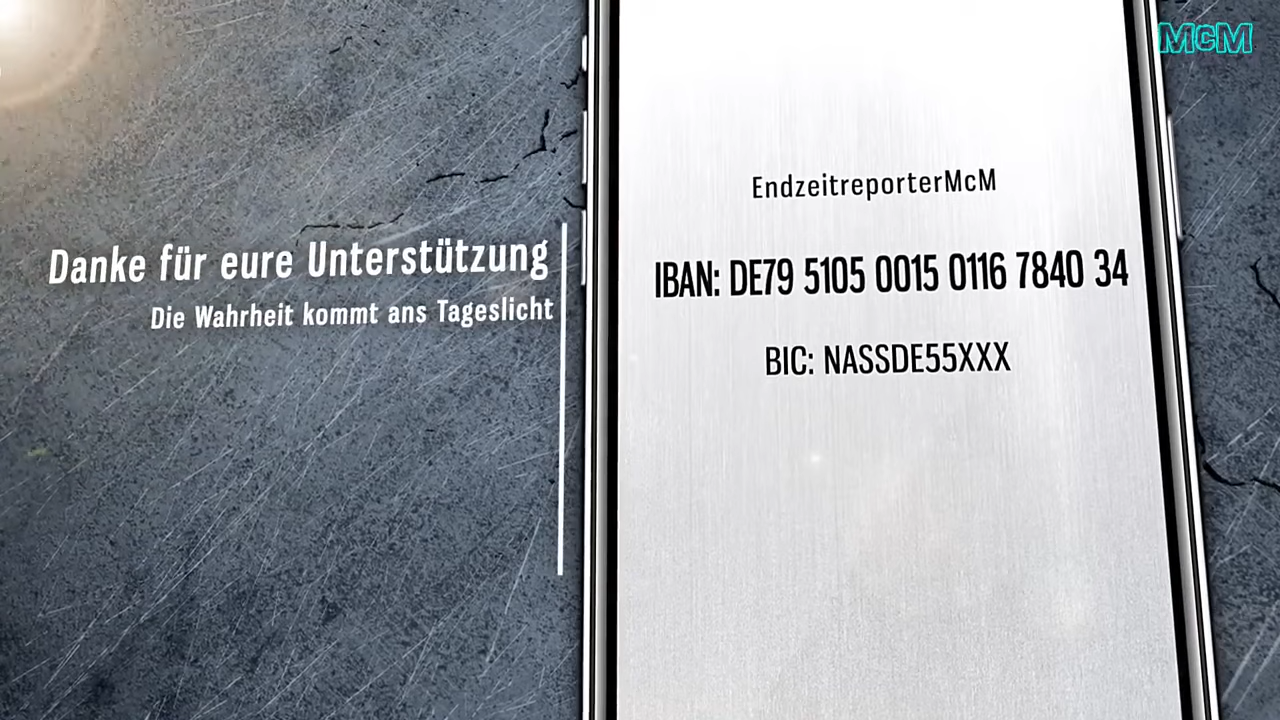 McM
Danke für eure Unterstützung
Die Wahrheit kommt ans Tageslicht
EndzeitreporterMcM
IBAN: DE79 5105 0015 0116 7840 34
BIC: NASSDE55XXX